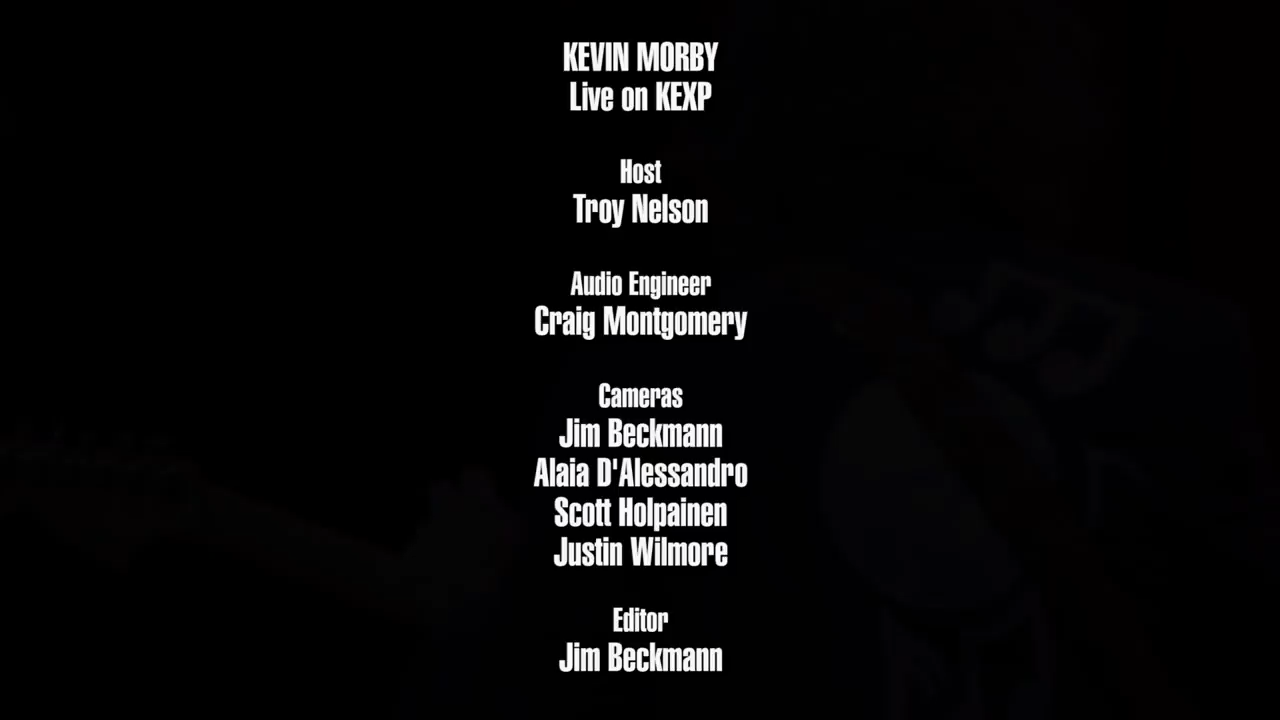 KEVIN MORBY
Live on KEXP
Host
Troy Nelson
Audio Engineer
Craig Montgomery
Cameras
Jim Beckmann
Alaia D'Alessandro
Scott Holpainen
Justin Wilmore
Editor
Jim Beckmann